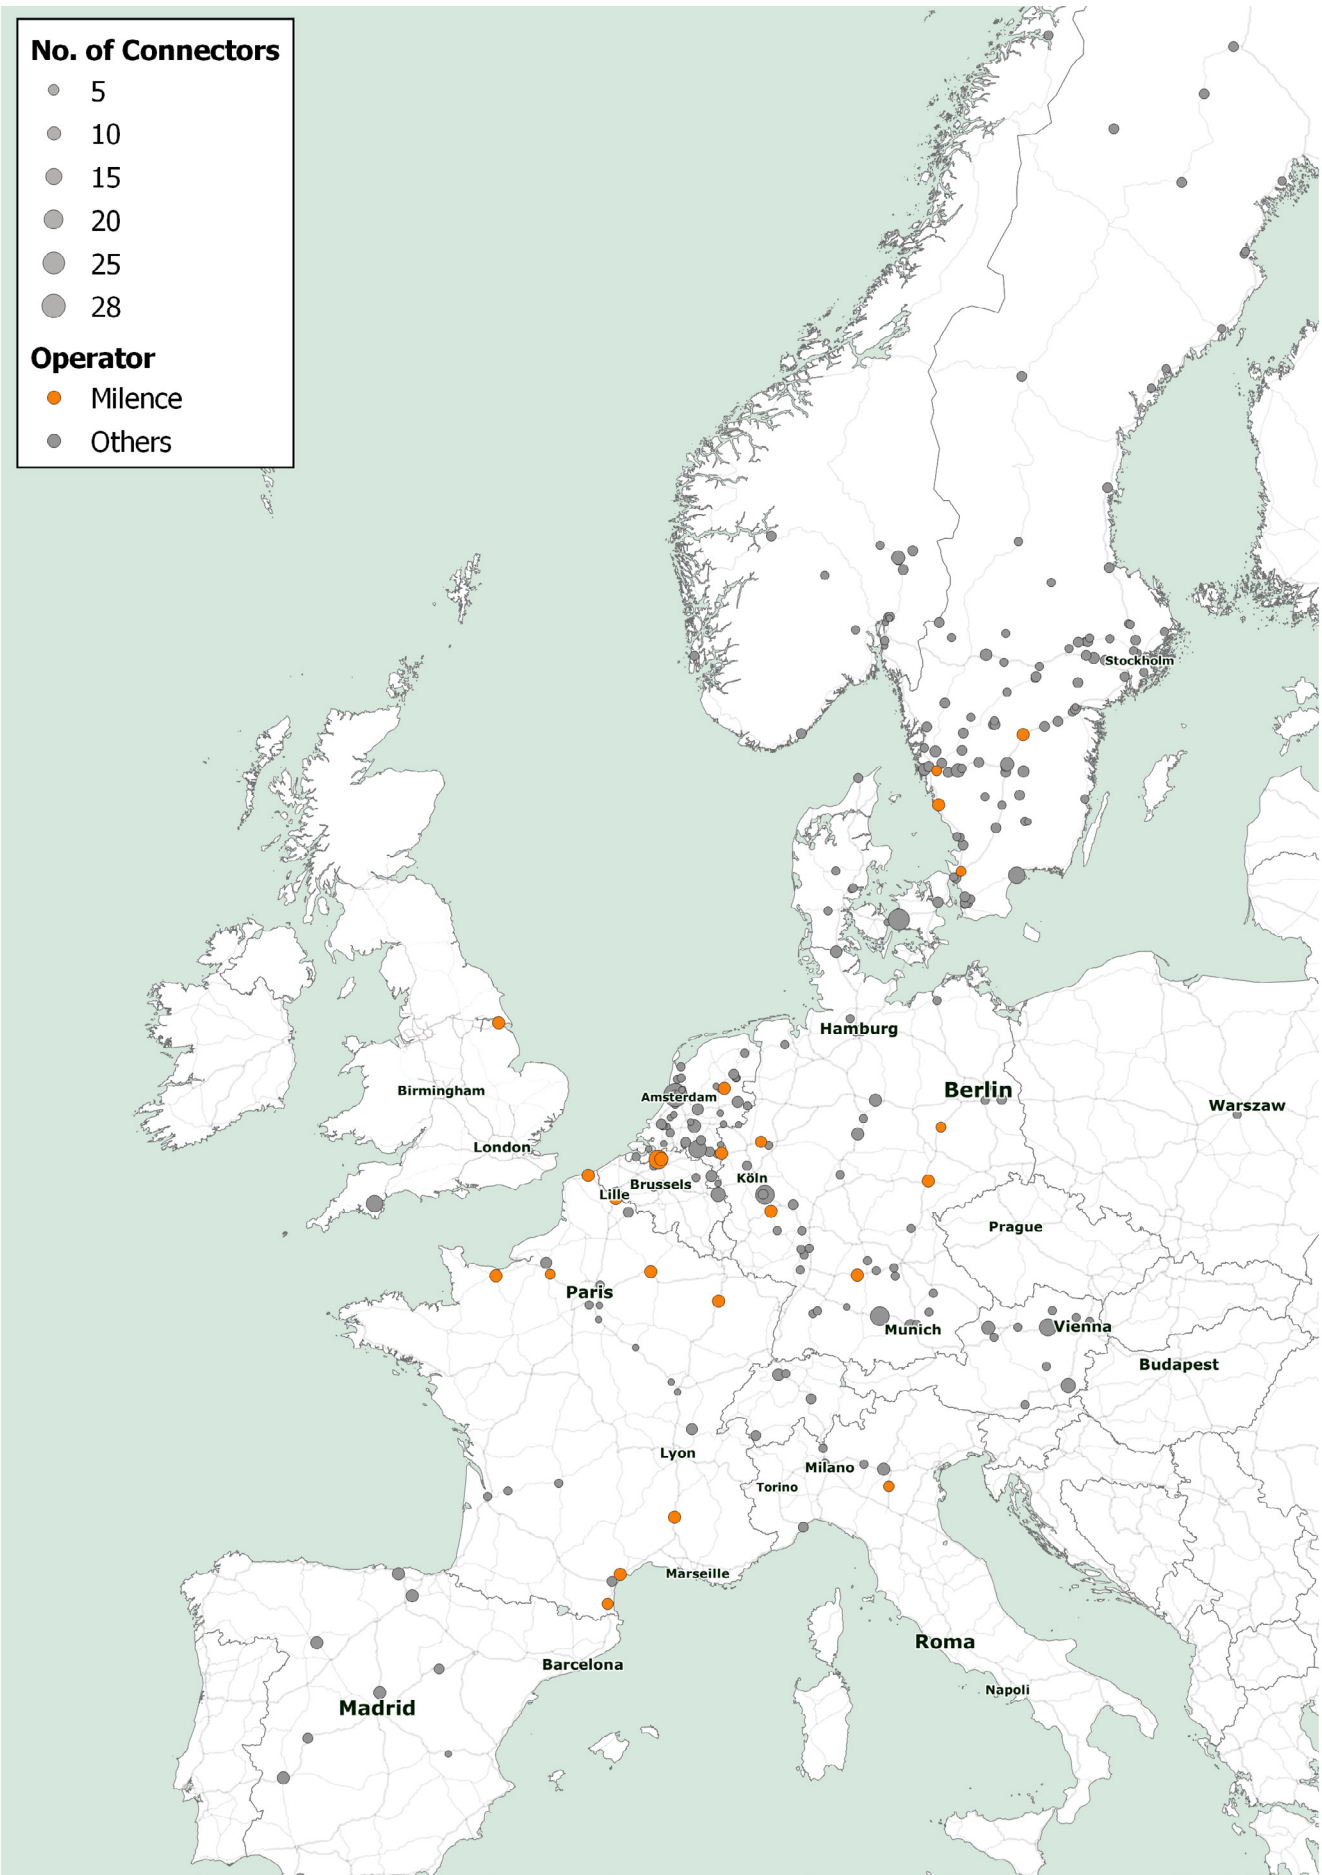 No. of Connectors
5
10
15
20
25
28
Operator
Milence
Others
Stockholm
Hamburg
Birmingham
Amsterdam
Berlin
Warszaw
London
Brussels
Köln
Lille
Prague
Paris
Munich
Vienna
Budapest
Lyon
Milano
Torino
Marseille
Roma
Barcelona
Napoli
Madrid